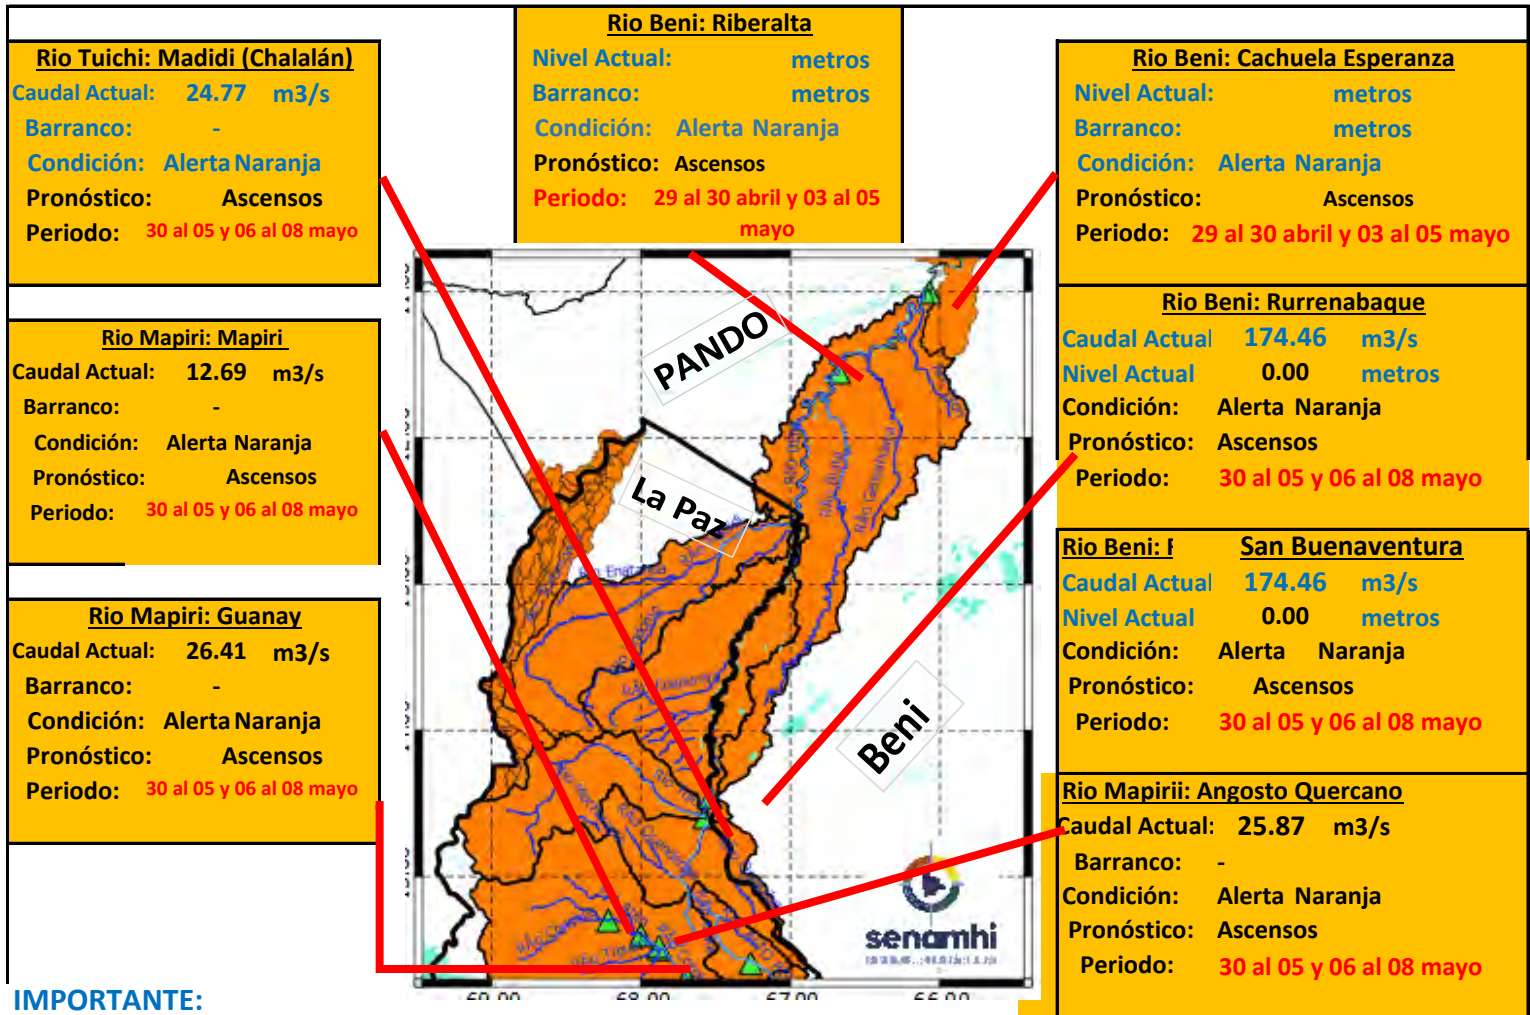 Rio Tuichi: Madidi (Chalalán)
Caudal Actual: 24.77 m3/s
Barranco: -
Condición: Alerta Naranja
Pronóstico: Ascensos
Periodo: 30 al 05 y 06 al 08 mayo
Rio Mapiri: Mapiri
Caudal Actual: 12.69 m3/s
Barranco: -
Condición: Alerta Naranja
Pronóstico: Ascensos
Periodo: 30 al 05 y 06 al 08 mayo
Rio Mapiri: Guanay
Caudal Actual: 26.41 m3/s
Barranco: -
Condición: Alerta Naranja
Pronóstico: Ascensos
Periodo: 30 al 05 y 06 al 08 mayo
Rio Beni: Riberalta
Nivel Actual: metros
Barranco: metros
Condición: Alerta Naranja
Pronóstico: Ascensos
Periodo: 29 al 30 abril y 03 al 05
mayo
PANDO
La Paz
Beni
senamhi
69.00 68.00 67.00 66.00
Rio Beni: Cachuela Esperanza
Nivel Actual: metros
Barranco: metros
Condición: Alerta Naranja
Pronóstico: Ascensos
Periodo: 29 al 30 abril y 03 al 05 mayo
Rio Beni: Rurrenabaque
Caudal Actual 174.46 m3/s
Nivel Actual 0.00 metros
Condición: Alerta Naranja
Pronóstico: Ascensos
Periodo: 30 al 05 y 06 al 08 mayo
Rio Beni: San Buenaventura
Caudal Actual 174.46 m3/s
Nivel Actual 0.00 metros
Condición: Alerta Naranja
Pronóstico: Ascensos
Periodo: 30 al 05 y 06 al 08 mayo
Rio Mapirii: Angosto Quercano
Caudal Actual: 25.87 m3/s
Barranco: -
Condición: Alerta Naranja
Pronóstico: Ascensos
Periodo: 30 al 05 y 06 al 08 mayo
IMPORTANTE: